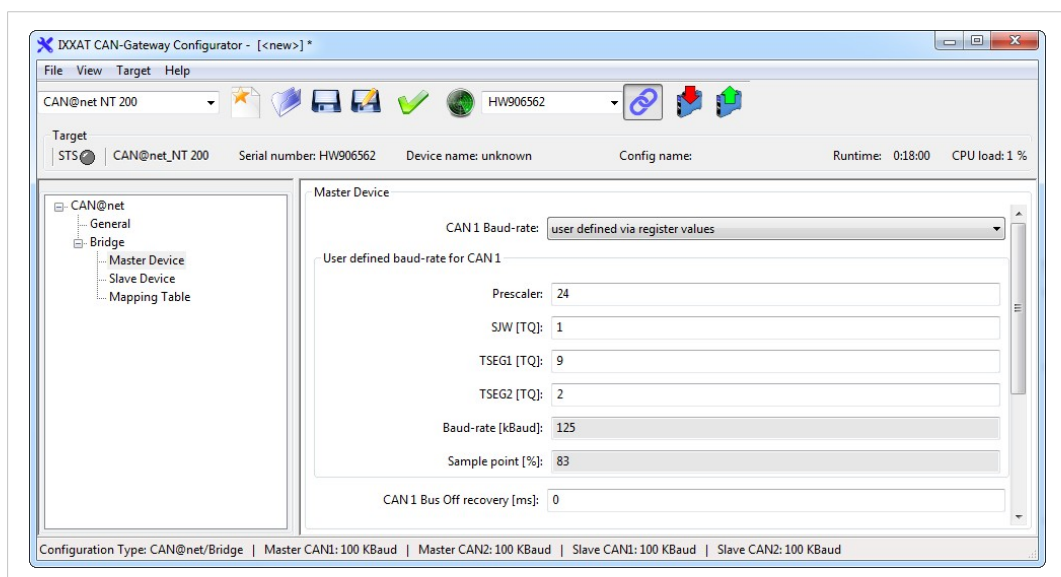 IXXAT CAN-Gateway Configurator - [<new>] *
File View Target Help
CAN@net NT 200 HW906562
Target
STS CAN@net_NT 200 Serial number: HW906562 Device name: unknown Config name: Runtime: 0:18:00 CPU load: 1 %
CAN@net
General
Bridge
Master Device
Slave Device
Mapping Table
Master Device
CAN 1 Baud-rate: user defined via register values
User defined baud-rate for CAN 1
Prescaler: 24
SJW [TQ]: 1
TSEG1 [TQ]: 9
TSEG2 [TQ]: 2
Baud-rate [kBaud]: 125
Sample point [%]: 83
CAN 1 Bus Off recovery [ms]: 0
Configuration Type: CAN@net/Bridge | Master CAN1: 100 KBaud | Master CAN2: 100 KBaud | Slave CAN1: 100 KBaud | Slave CAN2: 100 KBaud